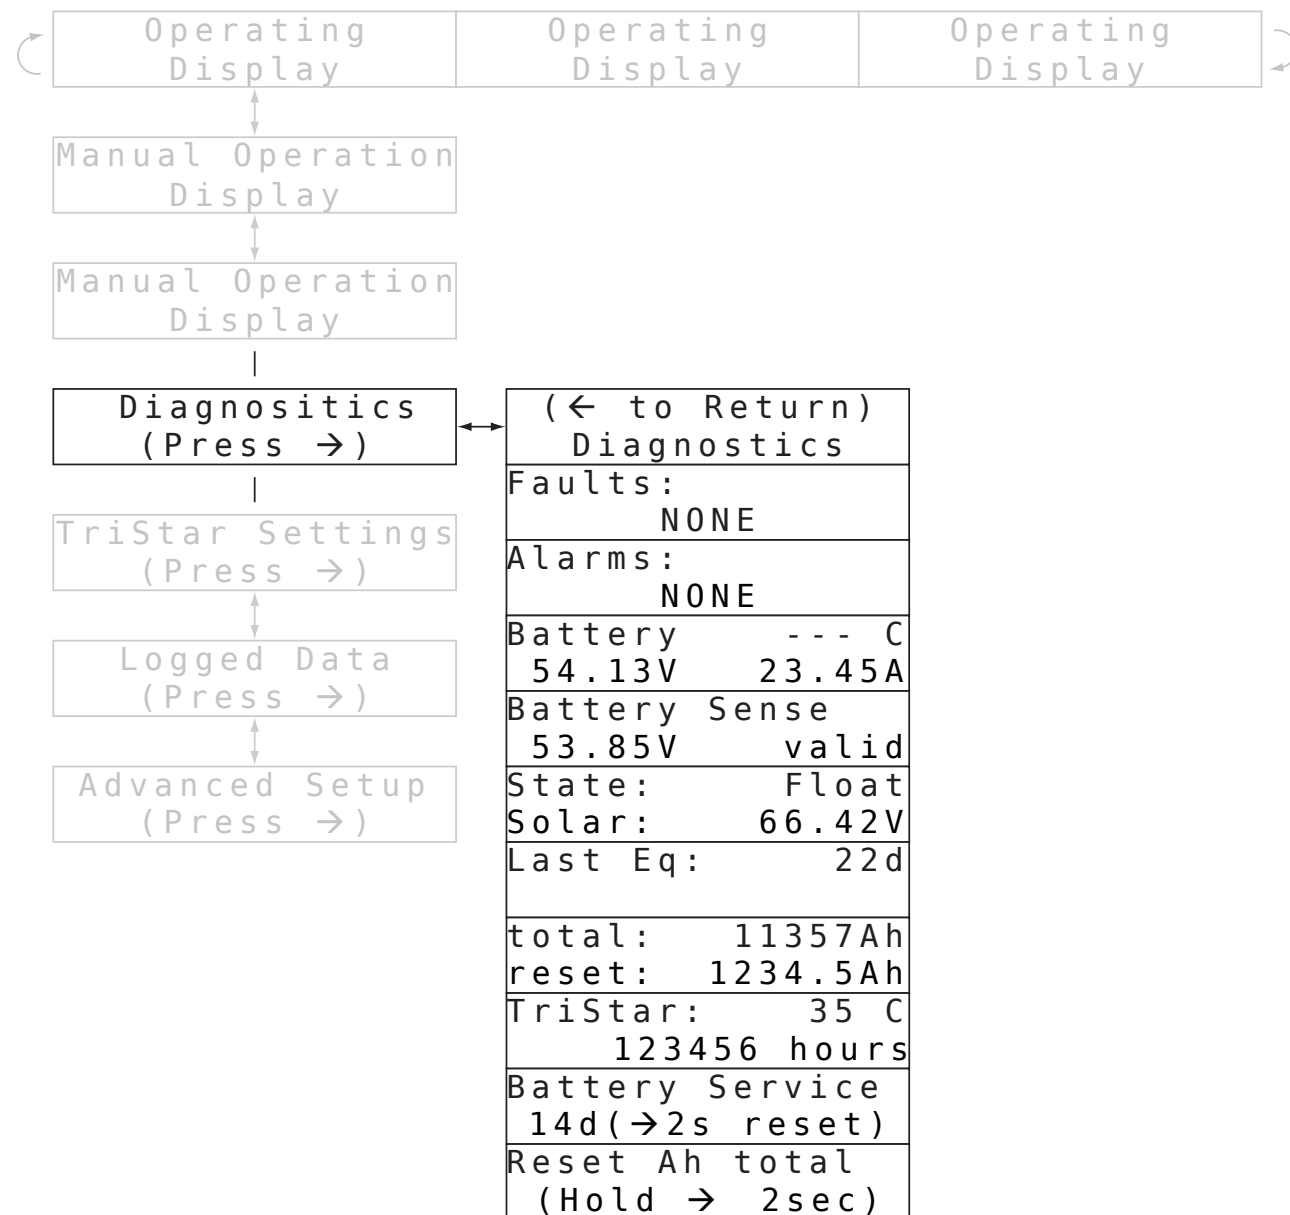 Operating
Display
Operating
Display
Operating
Display
Manual Operation
Display
Manual Operation
Display
Diagnositics
(Press →)
TriStar Settings
(Press →)
Logged Data
(Press →)
Advanced Setup
(Press →)
(← to Return)
Diagnostics
Faults:
NONE
Alarms:
NONE
Battery --- C
54.13V 23.45A
Battery Sense
53.85V valid
State: Float
Solar: 66.42V
Last Eq: 22d
total: 11357Ah
reset: 1234.5Ah
TriStar: 35 C
123456 hours
Battery Service
14d(→2s reset)
Reset Ah total
(Hold → 2sec)